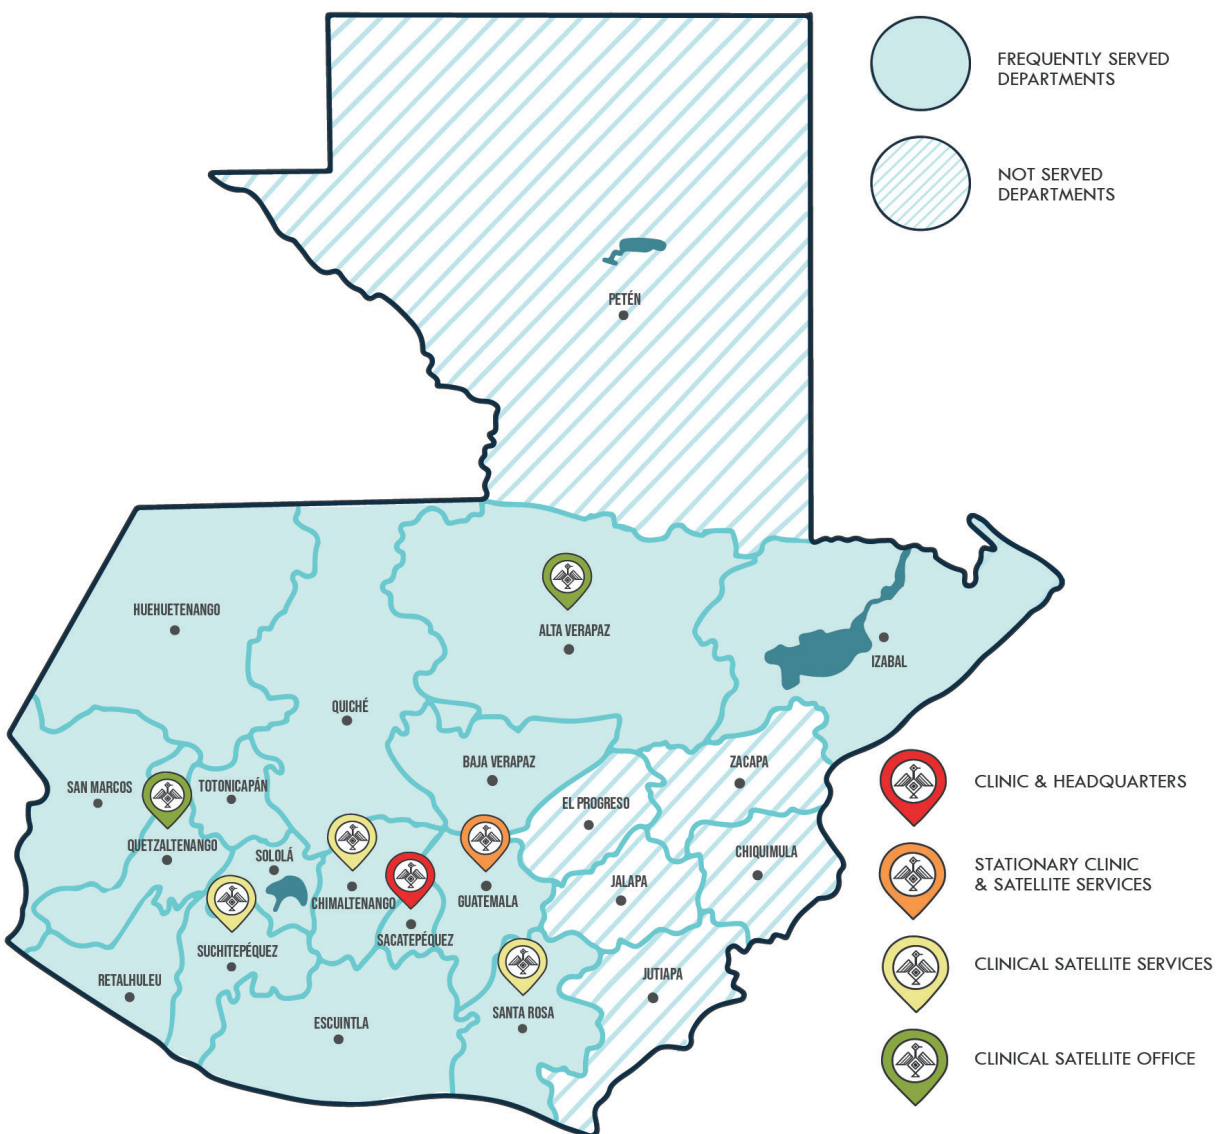 FREQUENTLY SERVED
DEPARTMENTS
NOT SERVED
DEPARTMENTS
PETÉN
HUEHUETENANGO
ALTA VERAPAZ
IZABAL
QUICHÉ
BAJA VERAPAZ
ZACAPA
SAN MARCOS
TOTONICAPÁN
EL PROGRESO
CLINIC & HEADQUARTERS
QUETZALTENANGO
SOLOLÁ
CHIQUIMULA
STATIONARY CLINIC
& SATELLITE SERVICES
JALAPA
CHIMALTENANGO
GUATEMALA
SACATEPÉQUEZ
SUCHITEPÉQUEZ
CLINICAL SATELLITE SERVICES
RETALHULEU
JUTIAPA
SANTA ROSA
ESCUINTLA
CLINICAL SATELLITE OFFICE